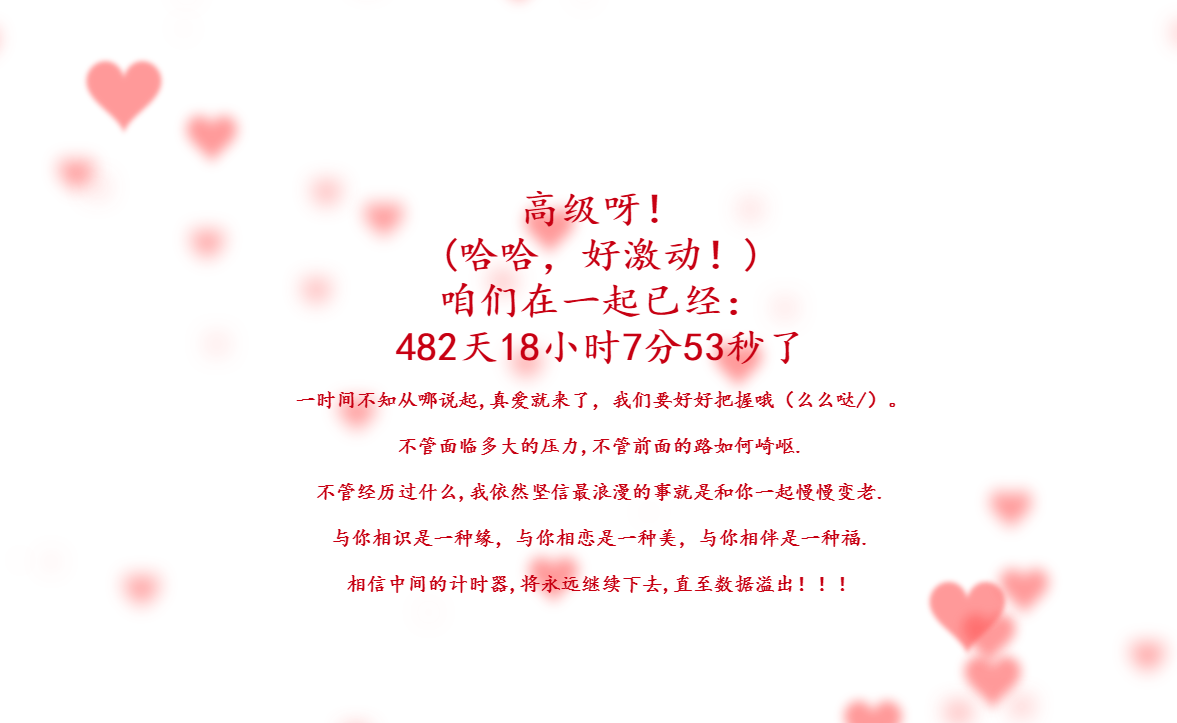 高级呀！
（哈哈，好激动！）
咱们在一起已经：
482天18小时7分53秒了
一时间不知从哪说起,真爱就来了，我们要好好把握哦（么么哒/）。
不管面临多大的压力,不管前面的路如何崎岖.
不管经历过什么,我依然坚信最浪漫的事就是和你一起慢慢变老.
与你相识是一种缘，与你相恋是一种美，与你相伴是一种福.
相信中间的计时器,将永远继续下去,直至数据溢出！！！